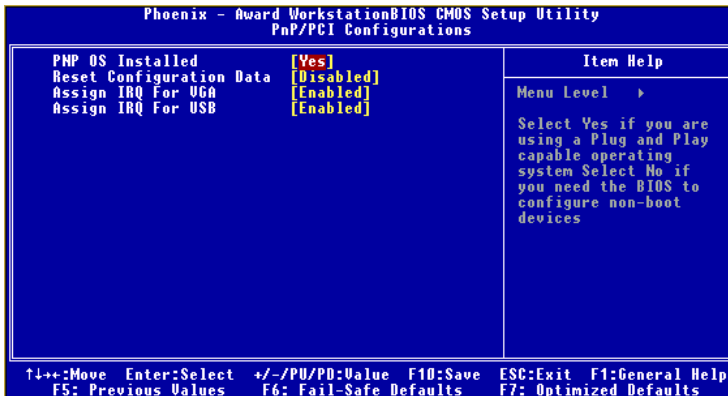 Phoenix - Award WorkstationBIOS CMOS Setup Utility
PnP/PCI Configurations
PNP OS Installed [Yes]
Reset Configuration Data [Disabled]
Assign IRQ For VGA [Enabled]
Assign IRQ For USB [Enabled]
Item Help
Menu Level ▸
Select Yes if you are
using a Plug and Play
capable operating
system Select No if
you need the BIOS to
configure non-boot
devices
↑↓→←:Move Enter:Select +/-/PU/PD:Value F10:Save ESC:Exit F1:General Help
F5: Previous Values F6: Fail-Safe Defaults F7: Optimized Defaults